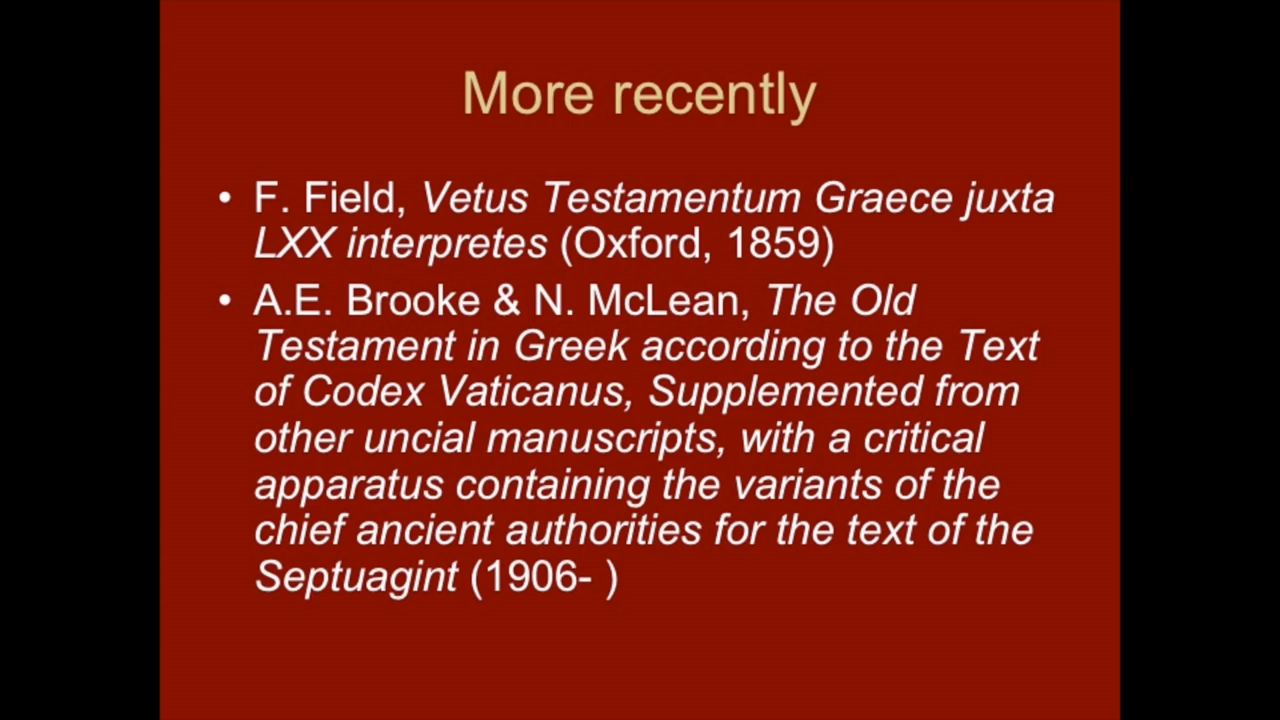 More recently
• F. Field, Vetus Testamentum Graece juxta
LXX interpretes (Oxford, 1859)
• A.E. Brooke & N. McLean, The Old
Testament in Greek according to the Text
of Codex Vaticanus, Supplemented from
other uncial manuscripts, with a critical
apparatus containing the variants of the
chief ancient authorities for the text of the
Septuagint (1906- )